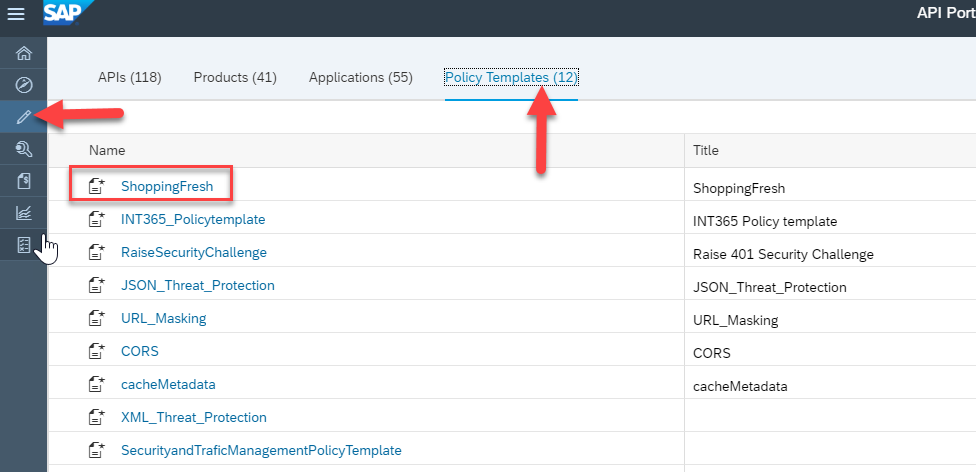 SAP
API Port
APIs (118) Products (41) Applications (55) Policy Templates (12)
Name Title
ShoppingFresh ShoppingFresh
INT365_Policytemplate INT365 Policy template
RaiseSecurityChallenge Raise 401 Security Challenge
JSON_Threat_Protection JSON_Threat_Protection
URL_Masking URL_Masking
CORS CORS
cacheMetadata cacheMetadata
XML_Threat_Protection
SecurityandTraficManagementPolicyTemplate